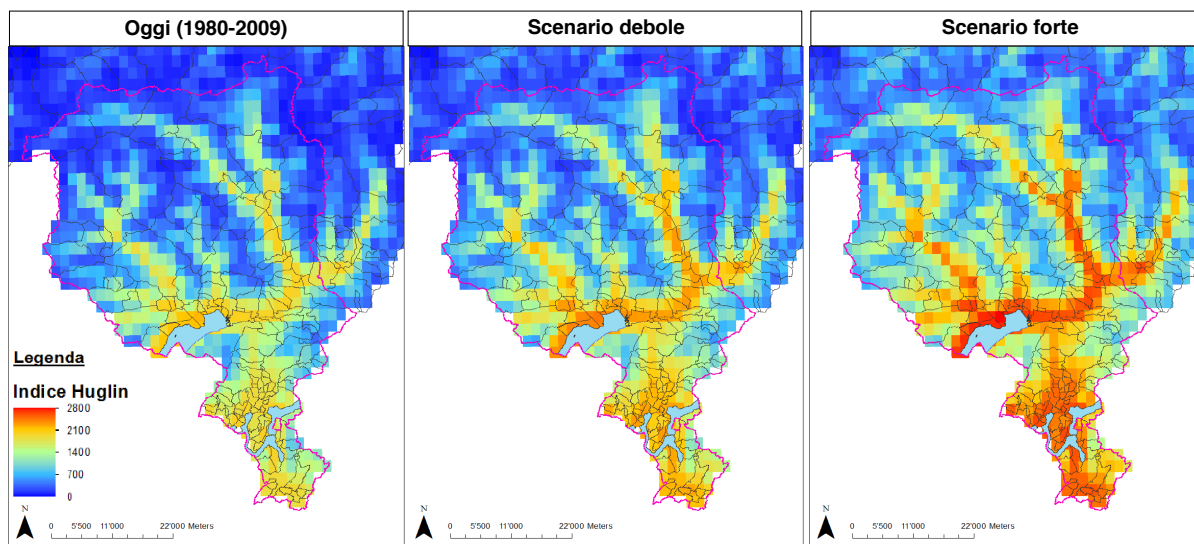 Oggi (1980-2009)
Scenario debole
Scenario forte
Legenda
Indice Huglin
2800
2100
1400
700
0
N
0 5'500 11'000 22'000 Meters
N
0 5'500 11'000 22'000 Meters
N
0 5'500 11'000 22'000 Meters